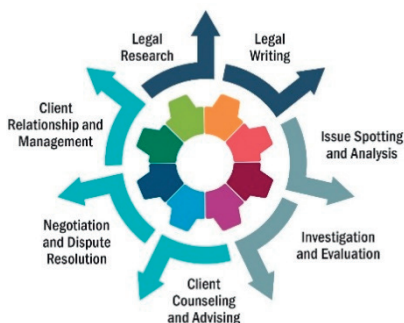 Legal
Research
Legal
Writing
Issue Spotting
and Analysis
Investigation
and Evaluation
Client
Counseling
and Advising
Negotiation
and Dispute
Resolution
Client
Relationship and
Management